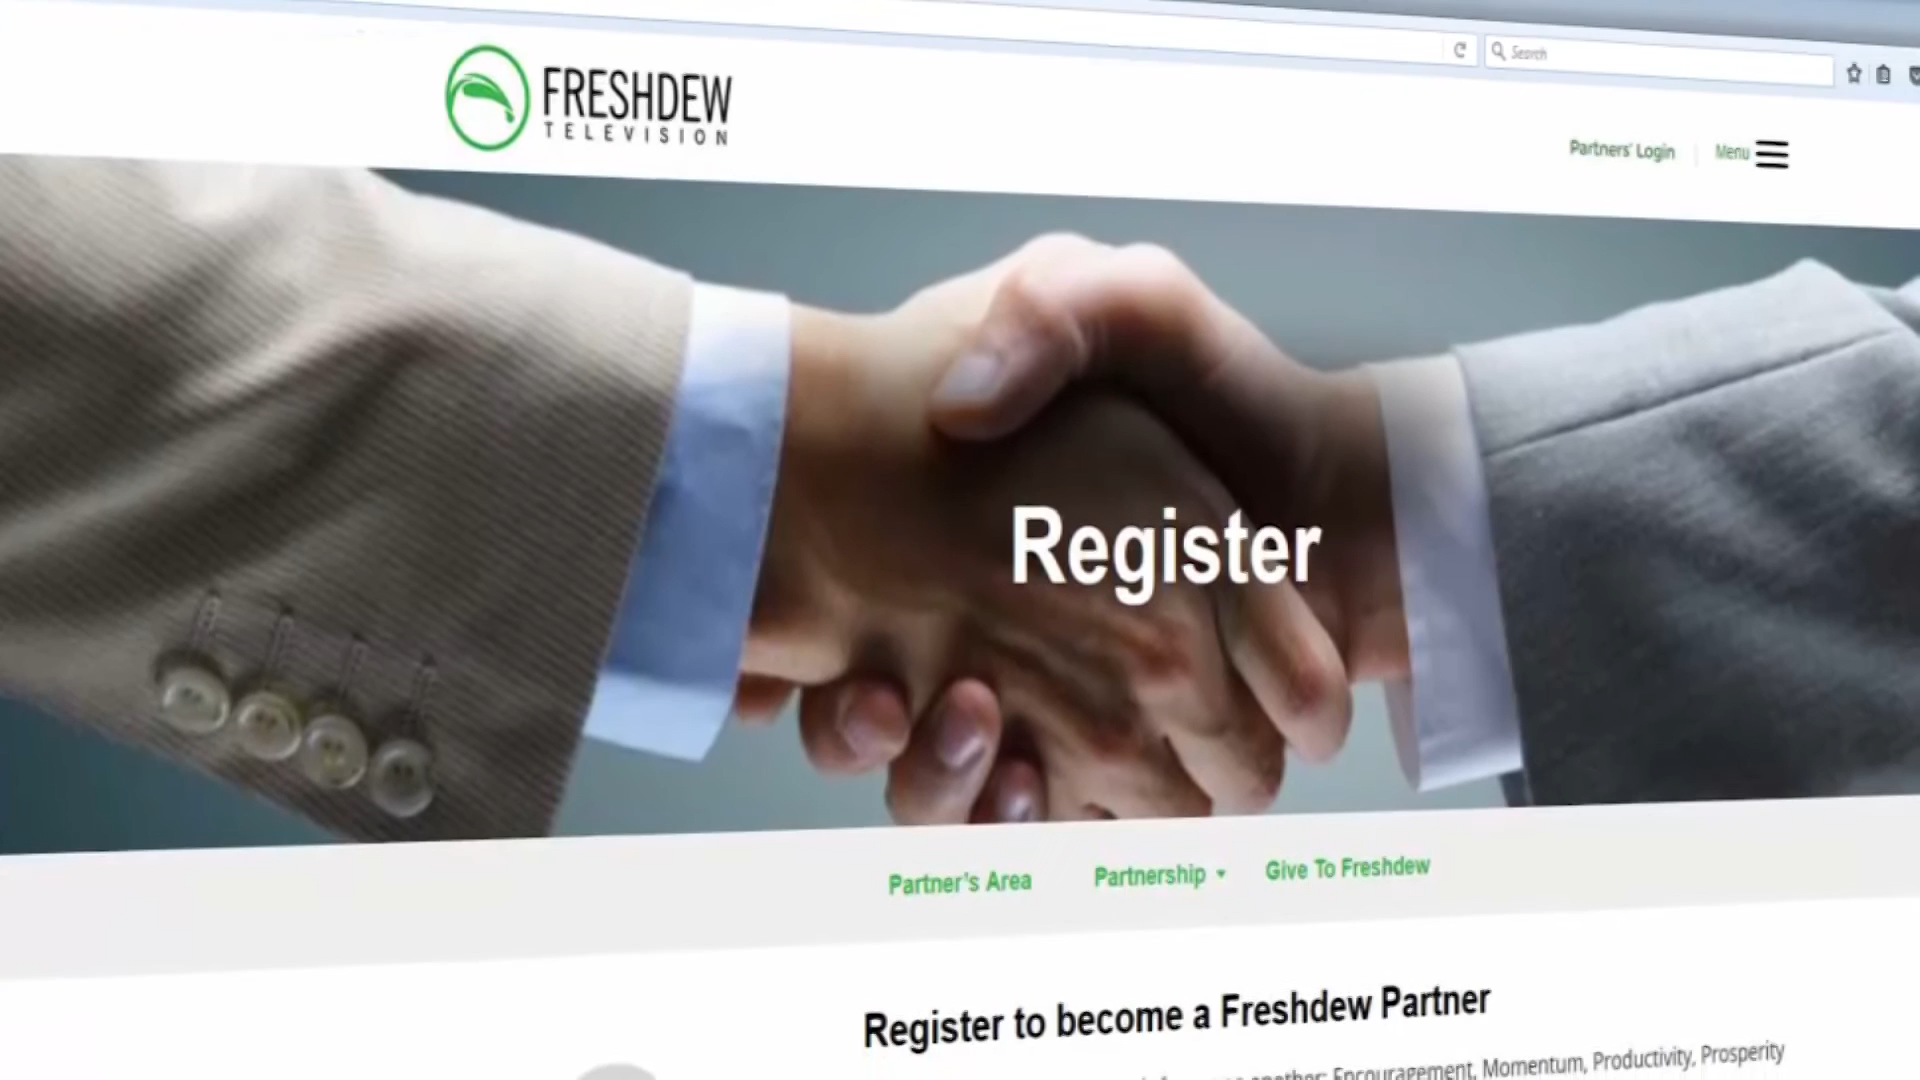 Search
FRESHDEW
TELEVISION
Partners' Login
Menu
Register
Partner's Area
Partnership
Give To Freshdew
Register to become a Freshdew Partner
another: Encouragement, Momentum, Productivity, Prosperity